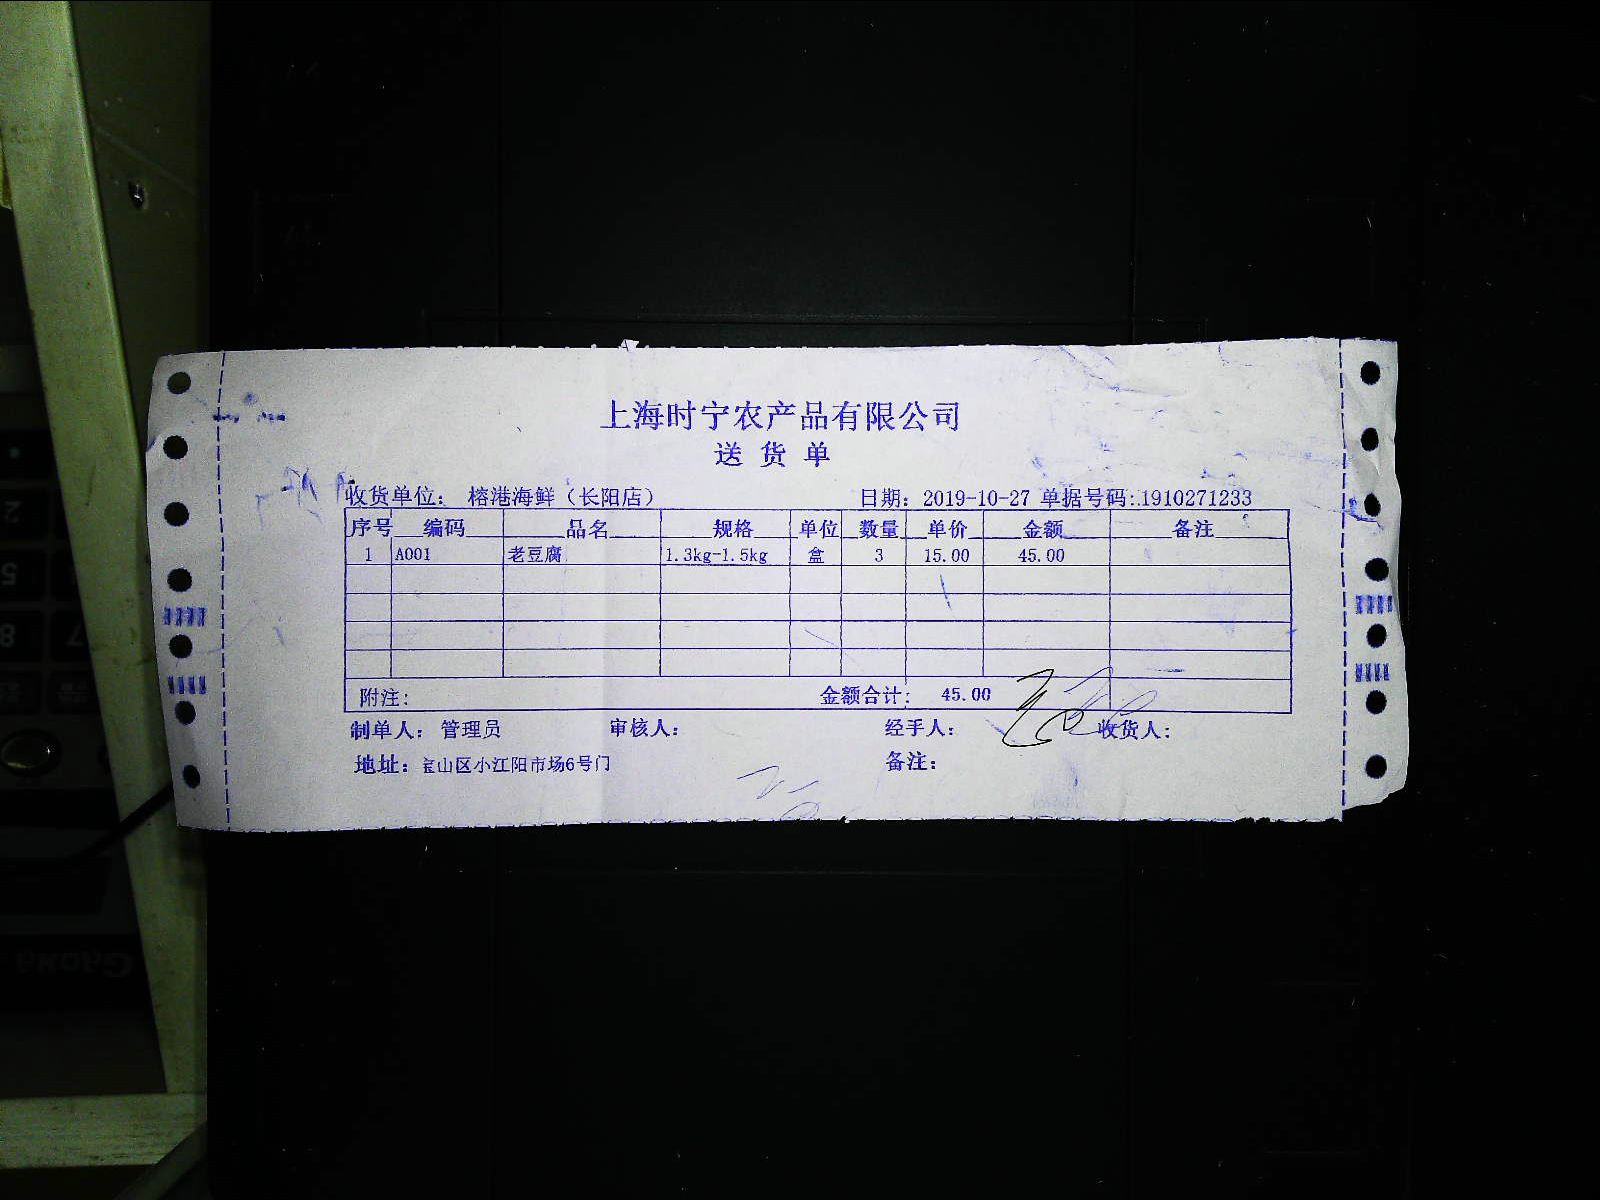 上海时宁农产品有限公司
送货单
收货单位: 榕港海鲜（长阳店） 日期: 2019-10-27 单据号码:1910271233
序号 编码 品名 规格 单位 数量 单价 金额 备注
1 A001 老豆腐 1.3kg-1.5kg 盒 3 15.00 45.00
附注: 金额合计: 45.00
制单人: 管理员 审核人: 经手人: 收货人:
地址: 宝山区小江阳市场6号门 备注: